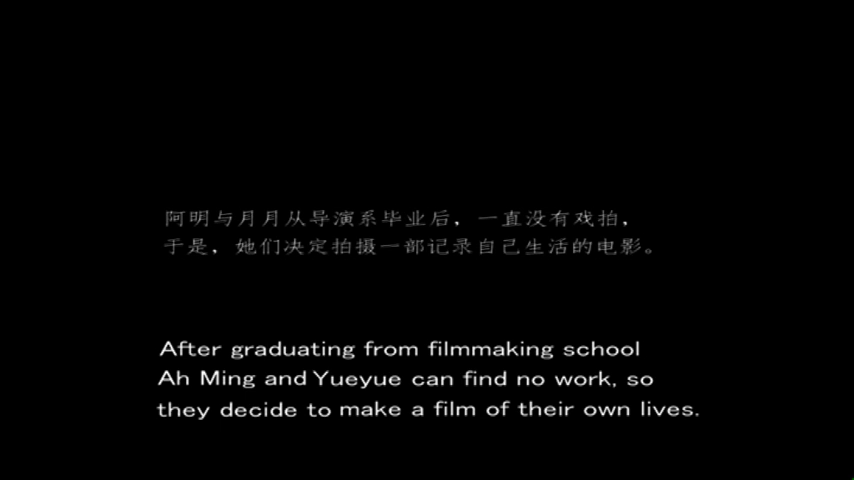 阿明与月月从导演系毕业后，一直没有戏拍，
于是，她们决定拍摄一部记录自己生活的电影。
After graduating from filmmaking school
Ah Ming and Yueyue can find no work, so
they decide to make a film of their own lives.